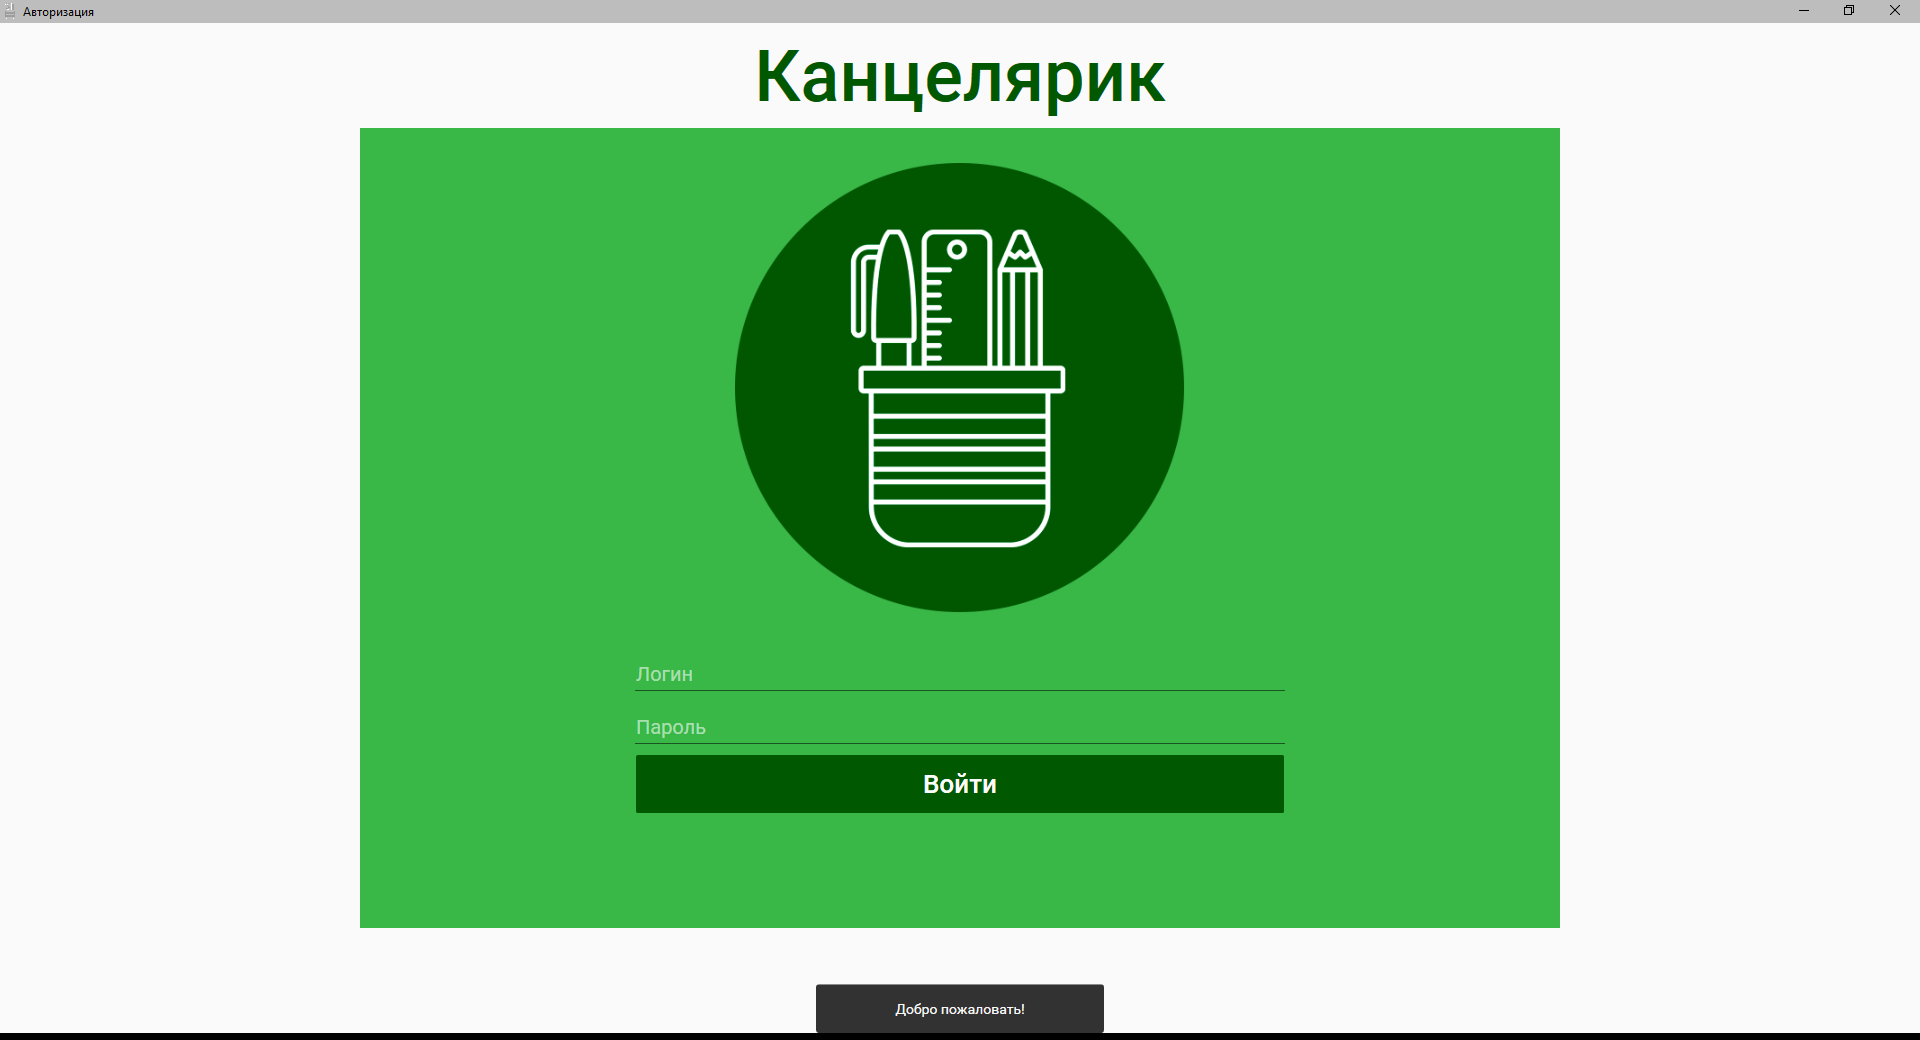 Авторизация
Канцелярик
Логин
Пароль
Войти
Добро пожаловать!